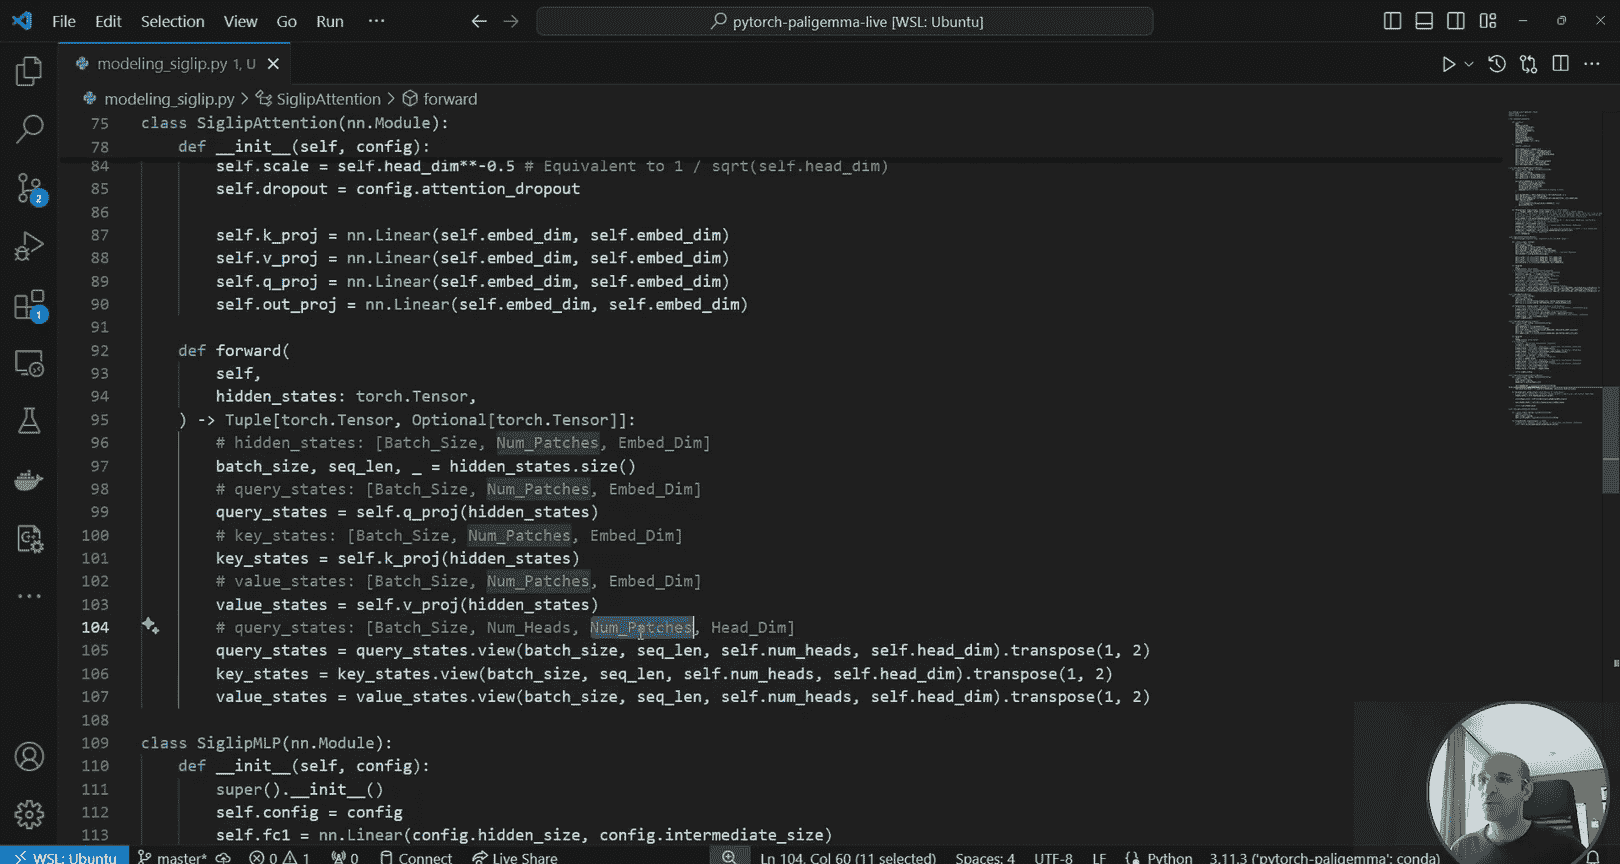 File Edit Selection View Go Run ··· pytorch-paligemma-live [WSL: Ubuntu]
modeling_siglip.py 1, U
modeling_siglip.py > SiglipAttention > forward
75 class SiglipAttention(nn.Module):
78 def __init__(self, config):
84 self.scale = self.head_dim**-0.5 # Equivalent to 1 / sqrt(self.head_dim)
85 self.dropout = config.attention_dropout
86
87 self.k_proj = nn.Linear(self.embed_dim, self.embed_dim)
88 self.v_proj = nn.Linear(self.embed_dim, self.embed_dim)
89 self.q_proj = nn.Linear(self.embed_dim, self.embed_dim)
90 self.out_proj = nn.Linear(self.embed_dim, self.embed_dim)
91
92 def forward(
93 self,
94 hidden_states: torch.Tensor,
95 ) -> Tuple[torch.Tensor, Optional[torch.Tensor]]:
96 # hidden_states: [Batch_Size, Num_Patches, Embed_Dim]
97 batch_size, seq_len, _ = hidden_states.size()
98 # query_states: [Batch_Size, Num_Patches, Embed_Dim]
99 query_states = self.q_proj(hidden_states)
100 # key_states: [Batch_Size, Num_Patches, Embed_Dim]
101 key_states = self.k_proj(hidden_states)
102 # value_states: [Batch_Size, Num_Patches, Embed_Dim]
103 value_states = self.v_proj(hidden_states)
104 # query_states: [Batch_Size, Num_Heads, Num_Patches, Head_Dim]
105 query_states = query_states.view(batch_size, seq_len, self.num_heads, self.head_dim).transpose(1, 2)
106 key_states = key_states.view(batch_size, seq_len, self.num_heads, self.head_dim).transpose(1, 2)
107 value_states = value_states.view(batch_size, seq_len, self.num_heads, self.head_dim).transpose(1, 2)
108
109 class SiglipMLP(nn.Module):
110 def __init__(self, config):
111 super().__init__()
112 self.config = config
113 self.fc1 = nn.Linear(config.hidden_size, config.intermediate_size)
2
1
WSL: Ubuntu master* 0 1 0 Connect Live Share Ln 104, Col 60 (11 selected) Spaces: 4 UTF-8 LF Python 3.11.3 ('pytorch-paligemma': conda)